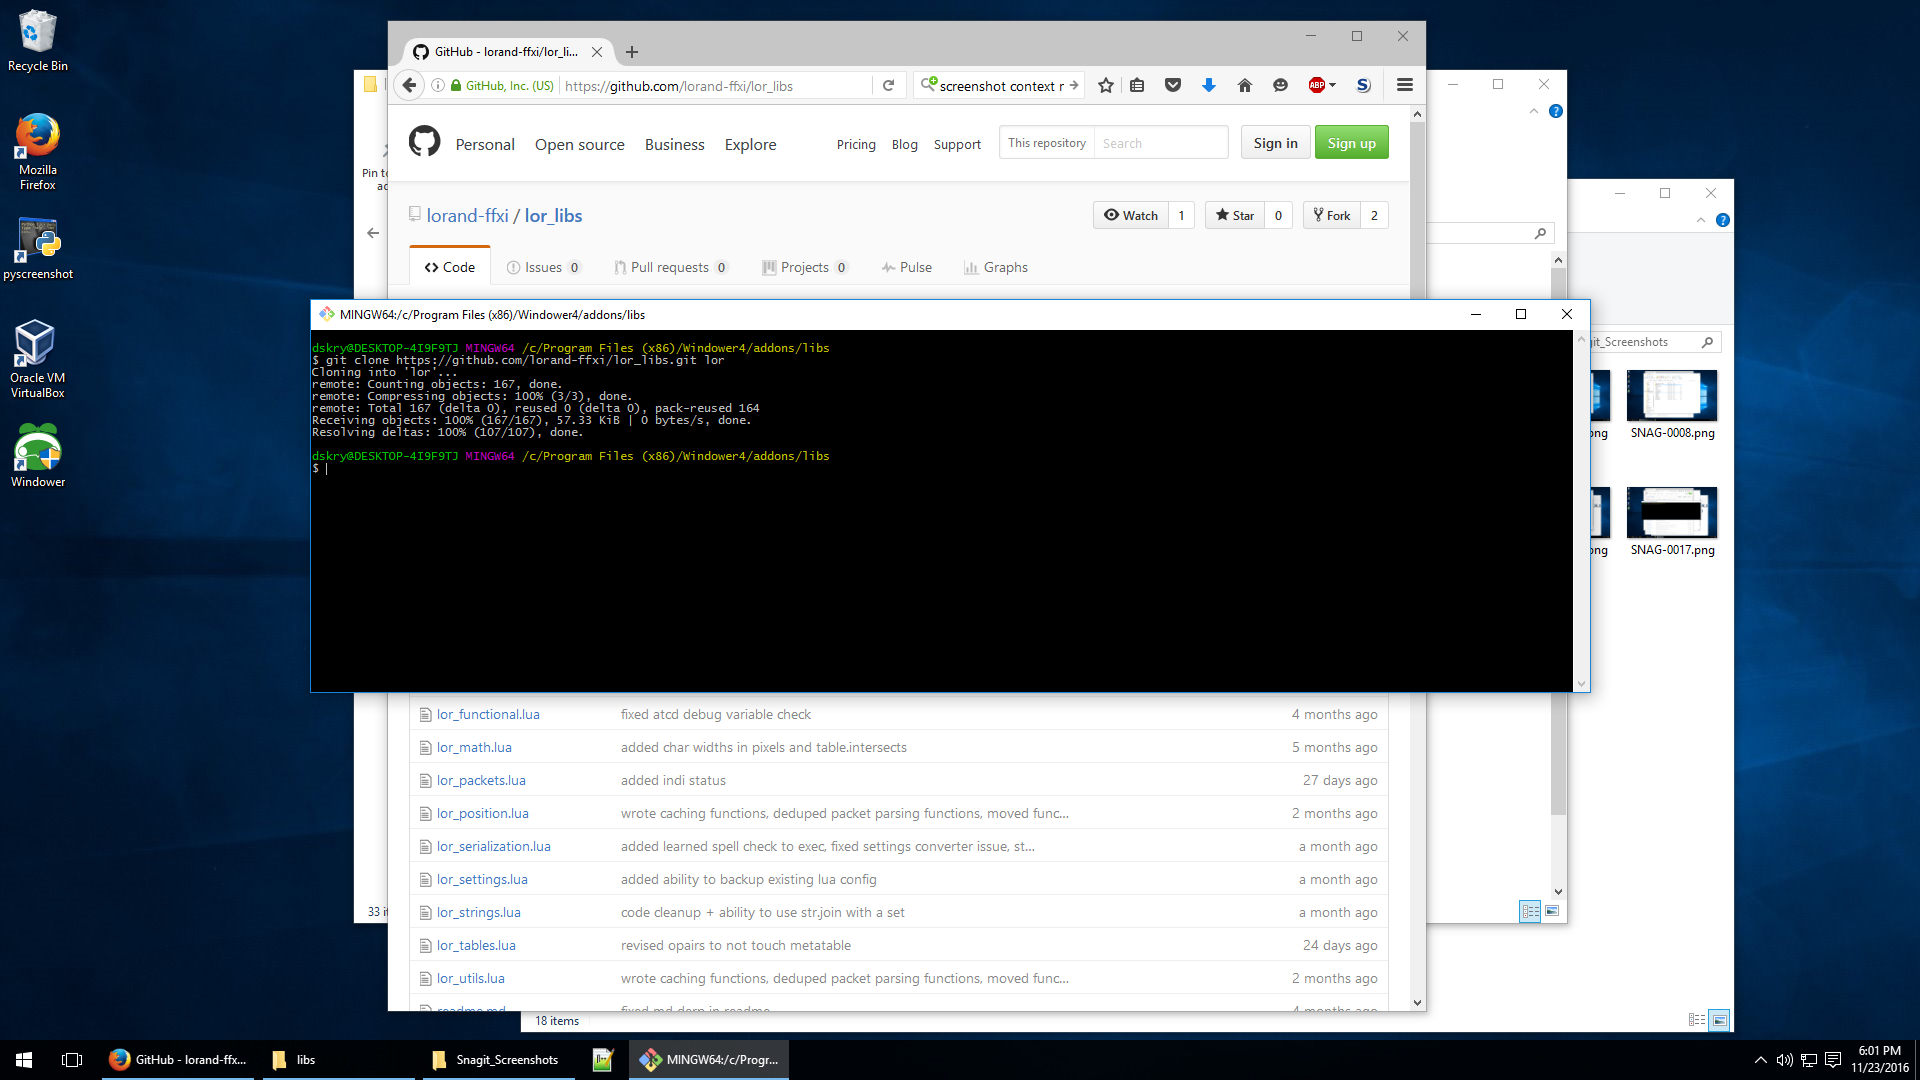 Recycle Bin
Mozilla
Firefox
pyscreenshot
Oracle VM
VirtualBox
Windower
GitHub - lorand-ffxi/lor_li...
GitHub, Inc. (US)
https://github.com/lorand-ffxi/lor_libs
screenshot context
ABP
Personal
Open source
Business
Explore
Pricing
Blog
Support
This repository
Search
Sign in
Sign up
lorand-ffxi / lor_libs
Watch 1
Star 0
Fork 2
Code
Issues 0
Pull requests 0
Projects 0
Pulse
Graphs
Pin
MINGW64:/c/Program Files (x86)/Windower4/addons/libs
dskry@DESKTOP-4I9F9TJ MINGW64 /c/Program Files (x86)/Windower4/addons/libs
$ git clone https://github.com/lorand-ffxi/lor_libs.git lor
Cloning into 'lor'...
remote: Counting objects: 167, done.
remote: Compressing objects: 100% (3/3), done.
remote: Total 167 (delta 0), reused 0 (delta 0), pack-reused 164
Receiving objects: 100% (167/167), 57.33 KiB | 0 bytes/s, done.
Resolving deltas: 100% (107/107), done.
dskry@DESKTOP-4I9F9TJ MINGW64 /c/Program Files (x86)/Windower4/addons/libs
$
lor_functional.lua fixed atcd debug variable check 4 months ago
lor_math.lua added char widths in pixels and table.intersects 5 months ago
lor_packets.lua added indi status 27 days ago
lor_position.lua wrote caching functions, deduped packet parsing functions, moved func... 2 months ago
lor_serialization.lua added learned spell check to exec, fixed settings converter issue, st... a month ago
lor_settings.lua added ability to backup existing lua config a month ago
lor_strings.lua code cleanup + ability to use str.join with a set a month ago
lor_tables.lua revised opairs to not touch metatable 24 days ago
lor_utils.lua wrote caching functions, deduped packet parsing functions, moved func... 2 months ago
readme.md fixed md derp in readme 4 months ago
33
it_Screenshots
ong
SNAG-0008.png
ong
SNAG-0017.png
18 items
GitHub - lorand-ffx...
libs
Snagit_Screenshots
MINGW64:/c/Progr...
6:01 PM
11/23/2016